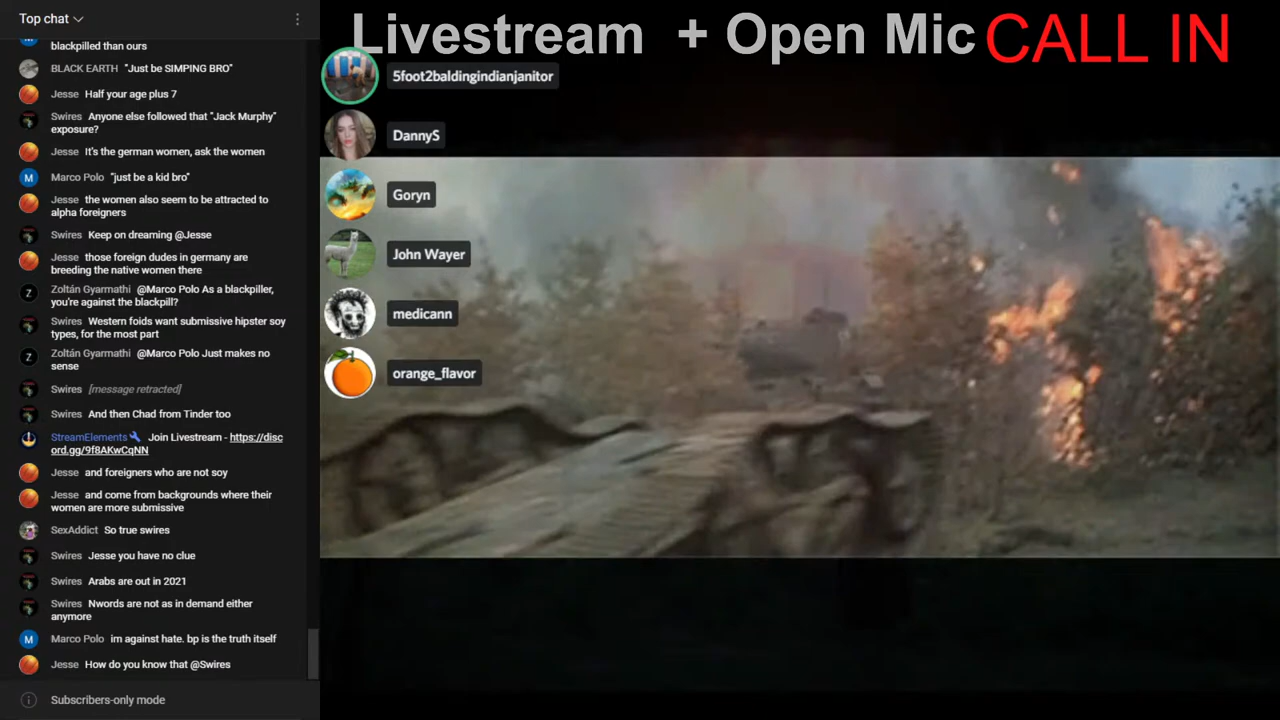 Top chat
blackpilled than ours
BLACK EARTH "Just be SIMPING BRO"
Jesse Half your age plus 7
Swires Anyone else followed that "Jack Murphy"
exposure?
Jesse It's the german women, ask the women
Marco Polo "just be a kid bro"
Jesse the women also seem to be attracted to
alpha foreigners
Swires Keep on dreaming @Jesse
Jesse those foreign dudes in germany are
breeding the native women there
Zoltán Gyarmathi @Marco Polo As a blackpiller,
you're against the blackpill?
Swires Western foids want submissive hipster soy
types, for the most part
Zoltán Gyarmathi @Marco Polo Just makes no
sense
Swires [message retracted]
Swires And then Chad from Tinder too
StreamElements Join Livestream - https://disc
ord.gg/9f8AKwCqNN
Jesse and foreigners who are not soy
Jesse and come from backgrounds where their
women are more submissive
SexAddict So true swires
Swires Jesse you have no clue
Swires Arabs are out in 2021
Swires Nwords are not as in demand either
anymore
Marco Polo im against hate. bp is the truth itself
Jesse How do you know that @Swires
Subscribers-only mode
Livestream + Open Mic CALL IN
5foot2baldingindianjanitor
DannyS
Goryn
John Wayer
medicann
orange_flavor